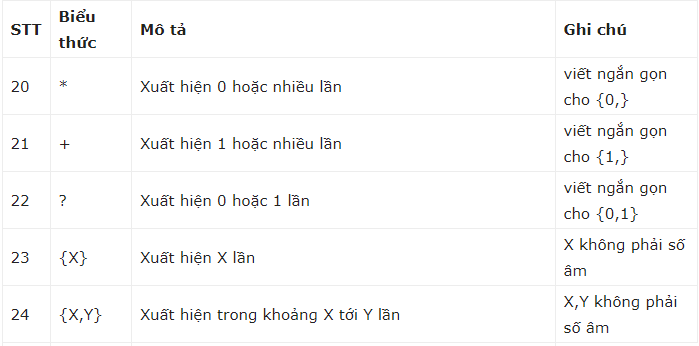 STT Biểu thức Mô tả Ghi chú
20 * Xuất hiện 0 hoặc nhiều lần viết ngắn gọn cho {0,}
21 + Xuất hiện 1 hoặc nhiều lần viết ngắn gọn cho {1,}
22 ? Xuất hiện 0 hoặc 1 lần viết ngắn gọn cho {0,1}
23 {X} Xuất hiện X lần X không phải số âm
24 {X,Y} Xuất hiện trong khoảng X tới Y lần X,Y không phải số âm